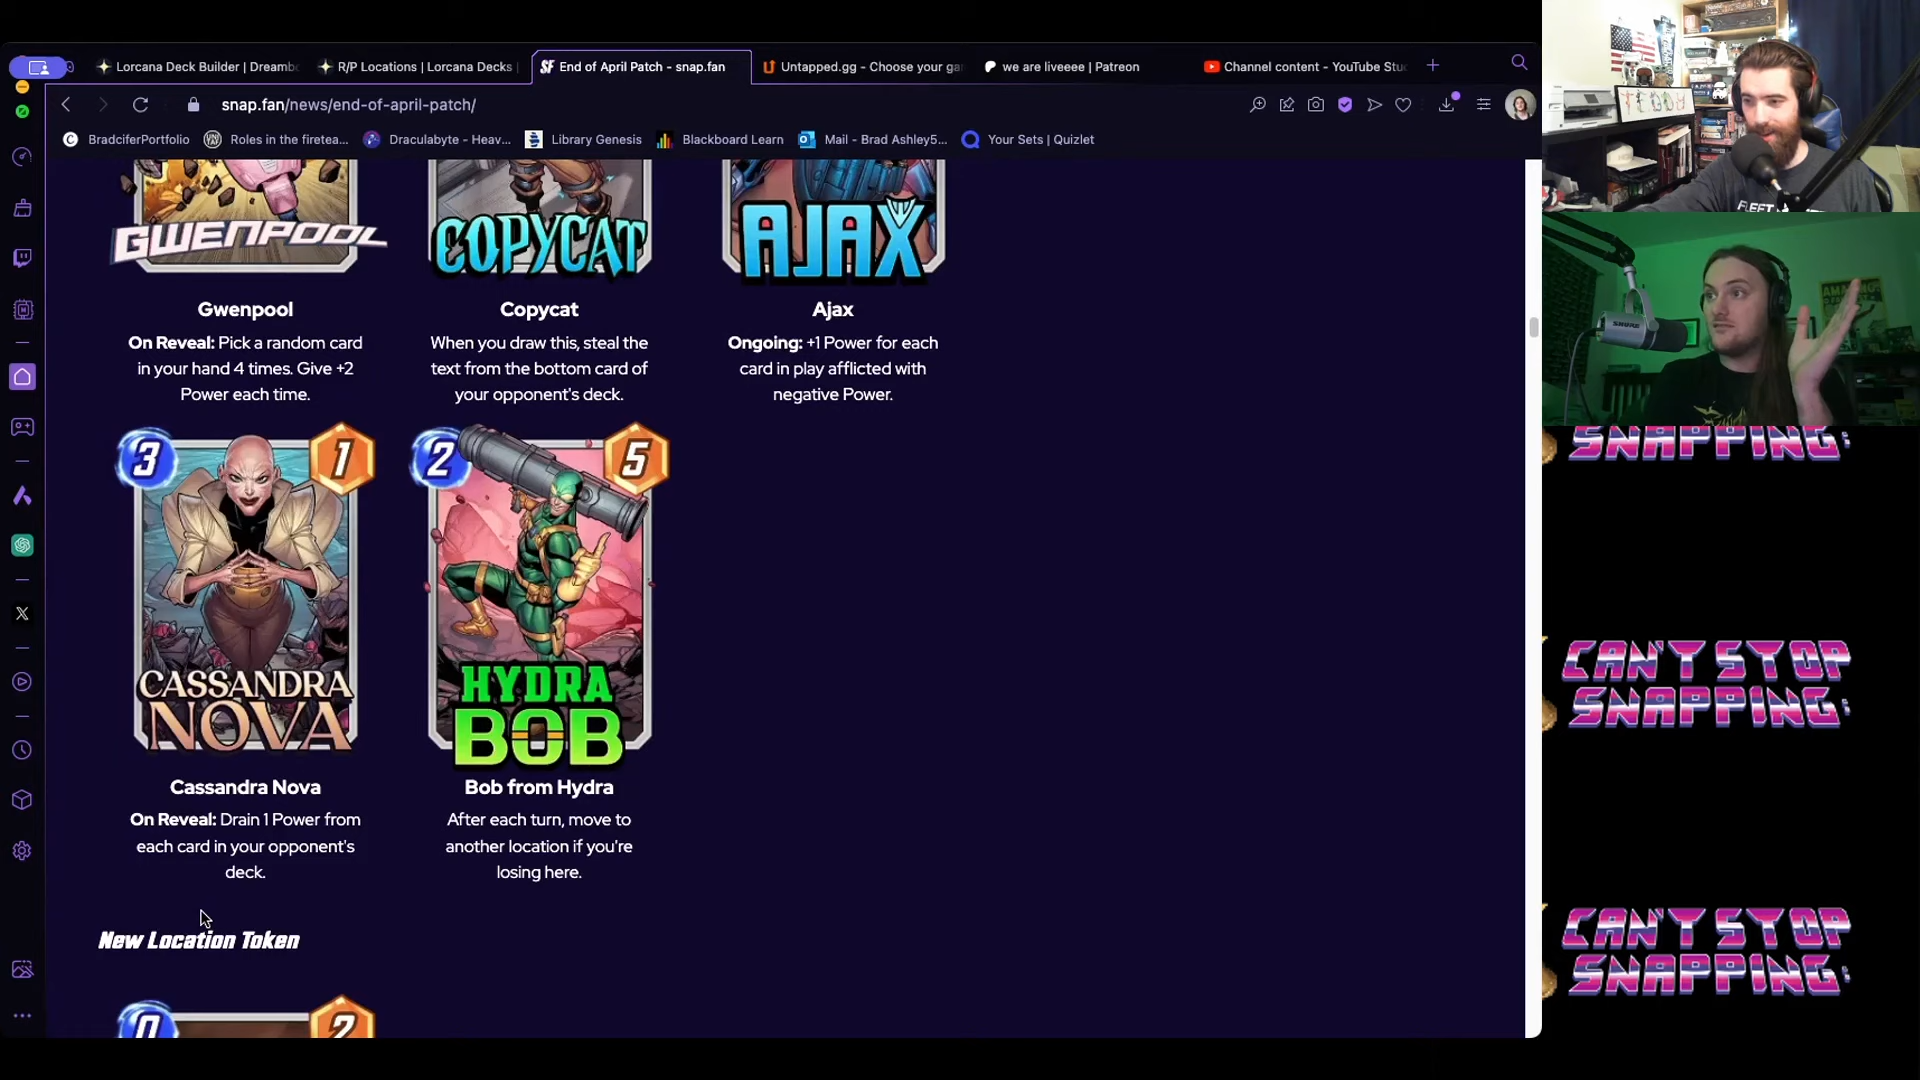 Lorcana Deck Builder | Dreamb
R/P Locations | Lorcana Decks |
SF End of April Patch - snap.fan
Untapped.gg - Choose your ga
we are liveeee | Patreon
Channel content - YouTube Stu
snap.fan/news/end-of-april-patch/
BradciferPortfolio
Roles in the firetea...
Draculabyte - Heav...
Library Genesis
Blackboard Learn
Mail - Brad Ashley5...
Your Sets | Quizlet
GWENPOOL
COPYCAT
AJAX
Gwenpool
On Reveal: Pick a random card
in your hand 4 times. Give +2
Power each time.
Copycat
When you draw this, steal the
text from the bottom card of
your opponent's deck.
Ajax
Ongoing: +1 Power for each
card in play afflicted with
negative Power.
3
1
CASSANDRA
NOVA
2
5
HYDRA
BOB
Cassandra Nova
On Reveal: Drain 1 Power from
each card in your opponent's
deck.
Bob from Hydra
After each turn, move to
another location if you're
losing here.
New Location Token
0
2
SHURE
SNAPPING:
CAN'T STOP
SNAPPING:
CAN'T STOP
SNAPPING: